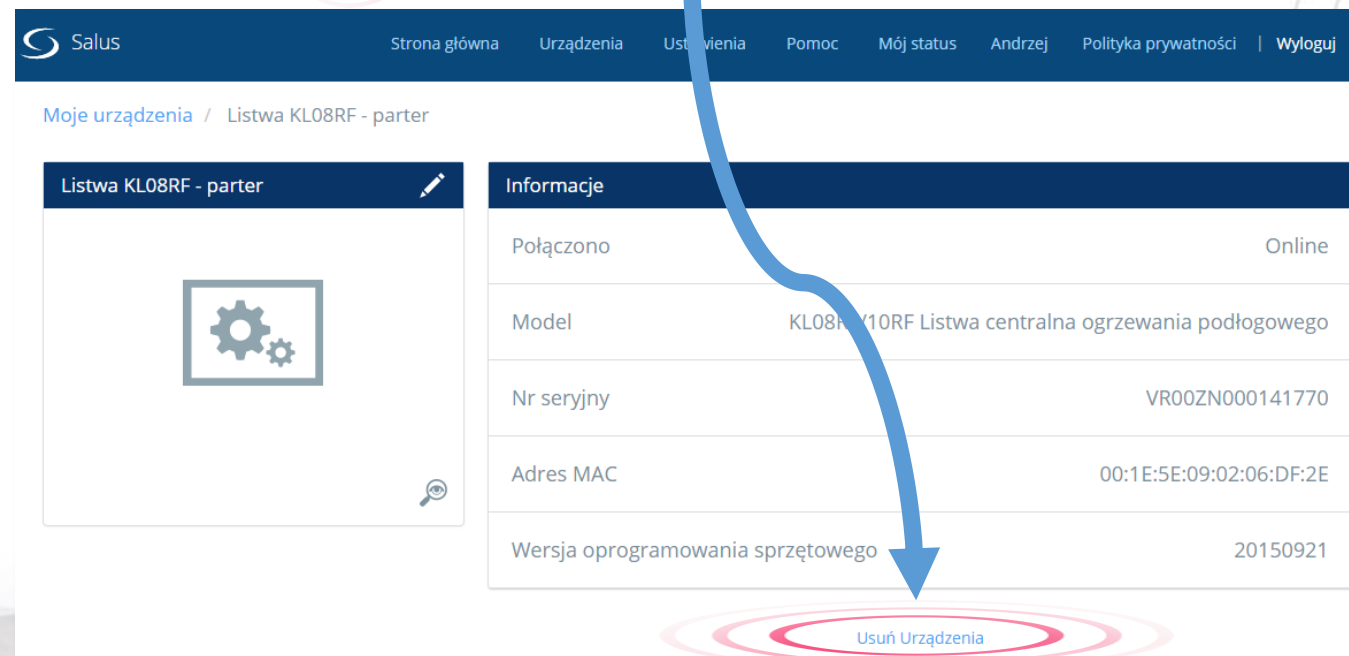 Salus Strona główna Urządzenia Ustawienia Pomoc Mój status Andrzej Polityka prywatności | Wyloguj
Moje urządzenia / Listwa KL08RF - parter
Listwa KL08RF - parter
Informacje
Połączono Online
Model KL08RF/10RF Listwa centralna ogrzewania podłogowego
Nr seryjny VR00ZN000141770
Adres MAC 00:1E:5E:09:02:06:DF:2E
Wersja oprogramowania sprzętowego 20150921
Usuń Urządzenia